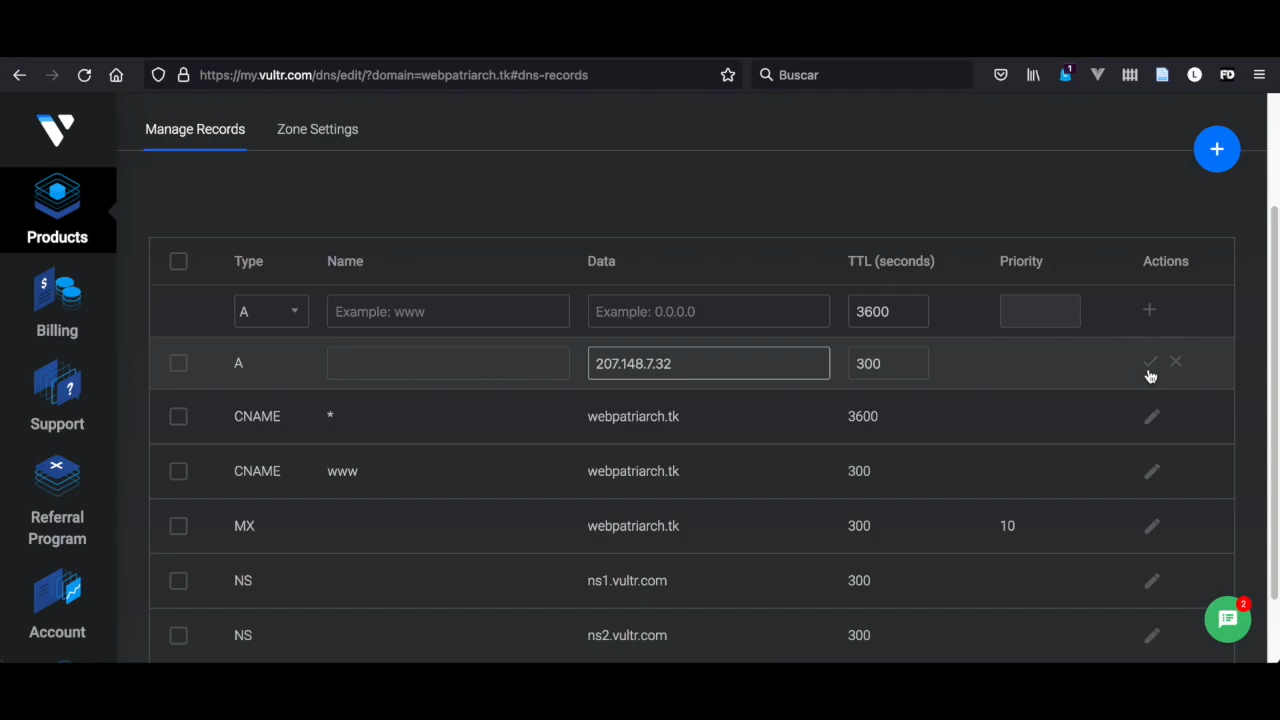 https://my.vultr.com/dns/edit/?domain=webpatriarch.tk#dns-records
Buscar
1
L
FD
Manage Records Zone Settings
+
Products
Billing
Support
Referral
Program
Account
Type Name Data TTL (seconds) Priority Actions
A Example: www Example: 0.0.0.0 3600 +
A 207.148.7.32 300
CNAME * webpatriarch.tk 3600
CNAME www webpatriarch.tk 300
MX webpatriarch.tk 300 10
NS ns1.vultr.com 300
NS ns2.vultr.com 300
2